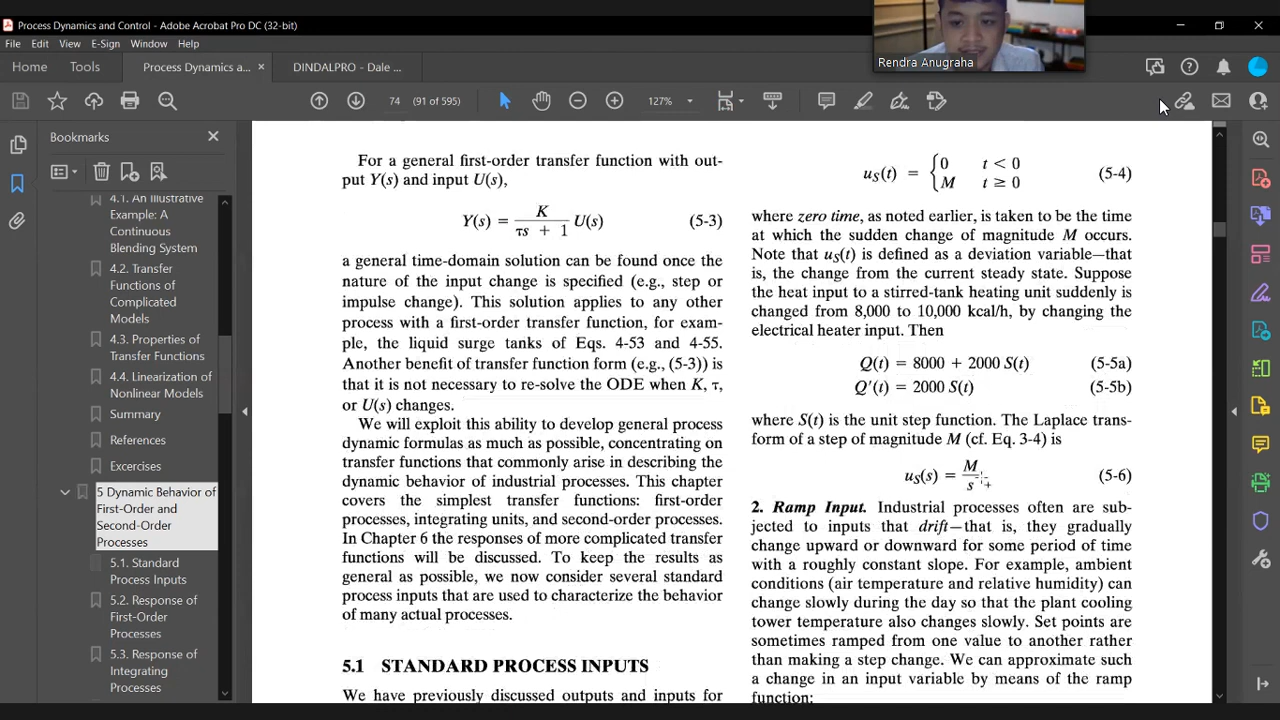 Process Dynamics and Control - Adobe Acrobat Pro DC (32-bit)
File Edit View E-Sign Window Help
Rendra Anugraha
Home Tools Process Dynamics a... × DINDALPRO - Dale ...
74 (91 of 595) 127%
Bookmarks
4.1. An Illustrative
Example: A
Continuous
Blending System
4.2. Transfer
Functions of
Complicated
Models
4.3. Properties of
Transfer Functions
4.4. Linearization of
Nonlinear Models
Summary
References
Excercises
5 Dynamic Behavior of
First-Order and
Second-Order
Processes
5.1. Standard
Process Inputs
5.2. Response of
First-Order
Processes
5.3. Response of
Integrating
Processes
For a general first-order transfer function with out-
put Y(s) and input U(s),
Y(s) = K / (τs + 1) U(s) (5-3)
a general time-domain solution can be found once the
nature of the input change is specified (e.g., step or
impulse change). This solution applies to any other
process with a first-order transfer function, for exam-
ple, the liquid surge tanks of Eqs. 4-53 and 4-55.
Another benefit of transfer function form (e.g., (5-3)) is
that it is not necessary to re-solve the ODE when K, τ,
or U(s) changes.
We will exploit this ability to develop general process
dynamic formulas as much as possible, concentrating on
transfer functions that commonly arise in describing the
dynamic behavior of industrial processes. This chapter
covers the simplest transfer functions: first-order
processes, integrating units, and second-order processes.
In Chapter 6 the responses of more complicated transfer
functions will be discussed. To keep the results as
general as possible, we now consider several standard
process inputs that are used to characterize the behavior
of many actual processes.
5.1 STANDARD PROCESS INPUTS
We have previously discussed outputs and inputs for
uS(t) = { 0 t < 0
M t ≥ 0 (5-4)
where zero time, as noted earlier, is taken to be the time
at which the sudden change of magnitude M occurs.
Note that uS(t) is defined as a deviation variable—that
is, the change from the current steady state. Suppose
the heat input to a stirred-tank heating unit suddenly is
changed from 8,000 to 10,000 kcal/h, by changing the
electrical heater input. Then
Q(t) = 8000 + 2000 S(t) (5-5a)
Q′(t) = 2000 S(t) (5-5b)
where S(t) is the unit step function. The Laplace trans-
form of a step of magnitude M (cf. Eq. 3-4) is
uS(s) = M / s (5-6)
2. Ramp Input. Industrial processes often are sub-
jected to inputs that drift—that is, they gradually
change upward or downward for some period of time
with a roughly constant slope. For example, ambient
conditions (air temperature and relative humidity) can
change slowly during the day so that the plant cooling
tower temperature also changes slowly. Set points are
sometimes ramped from one value to another rather
than making a step change. We can approximate such
a change in an input variable by means of the ramp
function: